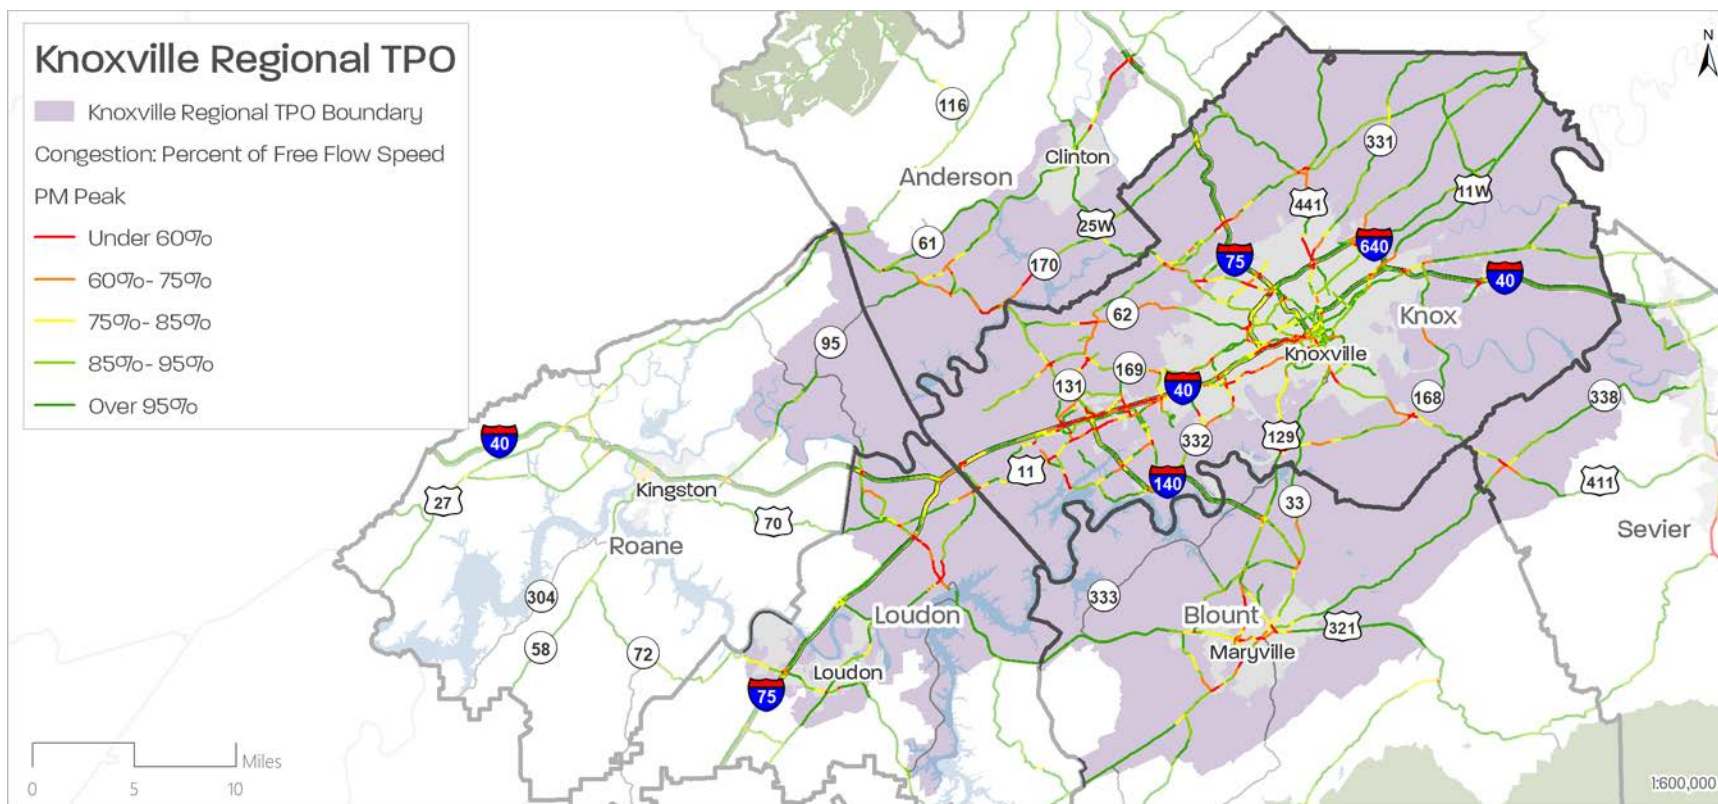 Knoxville Regional TPO
Knoxville Regional TPO Boundary
Congestion: Percent of Free Flow Speed
PM Peak
Under 60%
60%-75%
75%-85%
85%-95%
Over 95%
N
116
331
Clinton
Anderson
11W
441
25W
61
640
75
170
40
62
Knox
95
Knoxville
169
131
40
168
338
40
332
129
11
140
411
27
Kingston
33
70
Sevier
Roane
304
333
Loudon
Blount
321
58
72
Maryville
Loudon
75
Miles
0 5 10
1:600,000